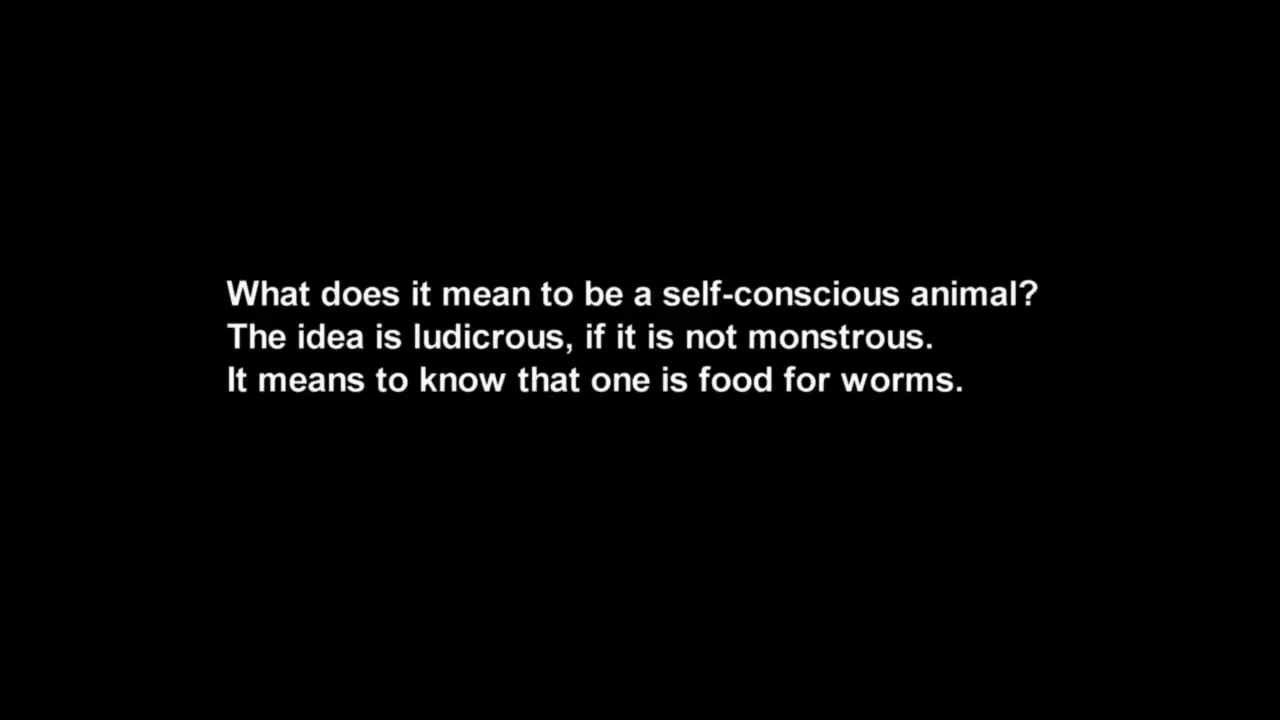 What does it mean to be a self-conscious animal?
The idea is ludicrous, if it is not monstrous.
It means to know that one is food for worms.